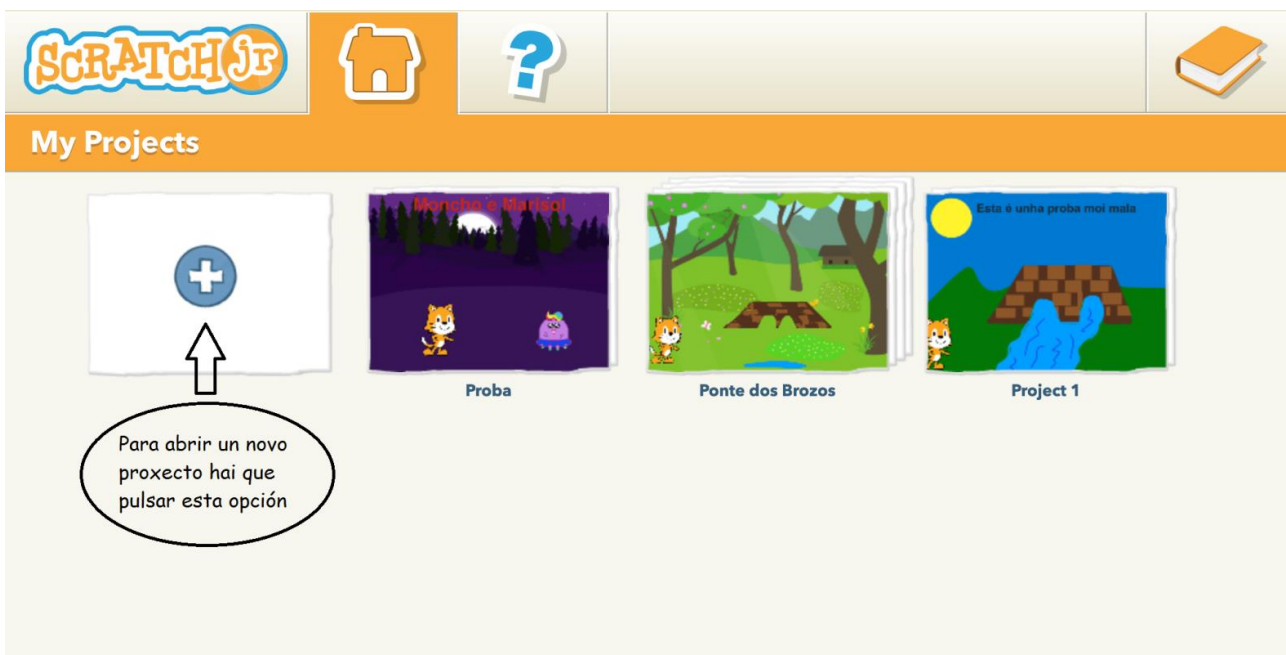 SCRATCHJr
My Projects
Moncho e Marisol
Esta é unha proba moi mala
Proba
Ponte dos Brozos
Project 1
Para abrir un novo
proxecto hai que
pulsar esta opción